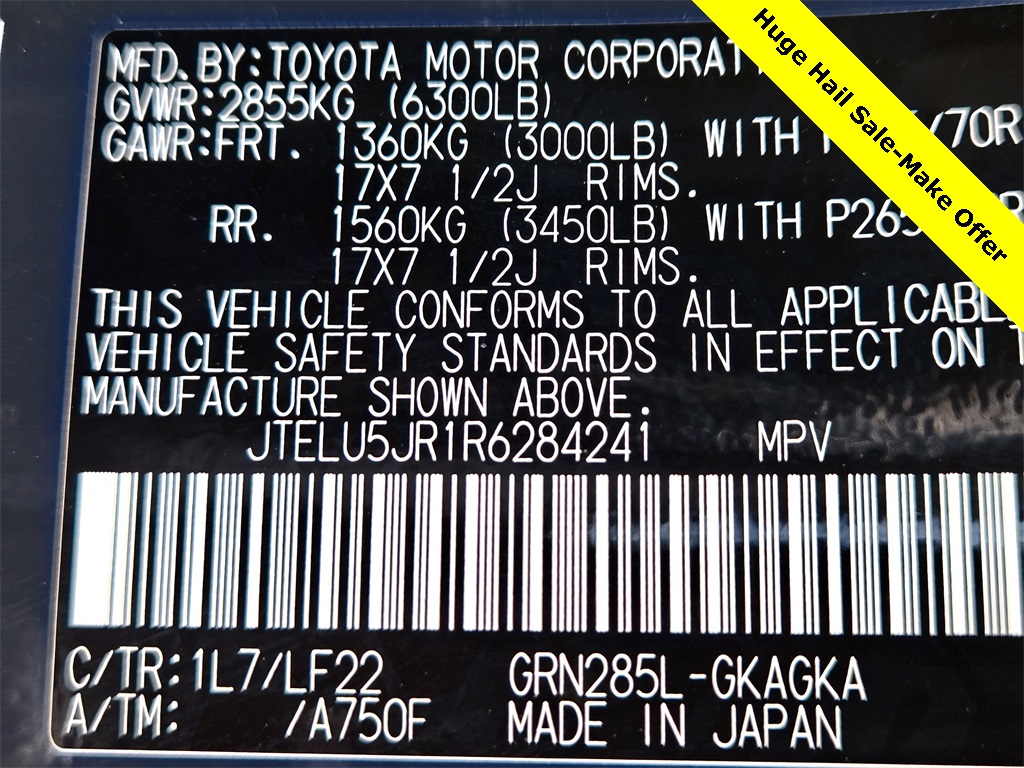 MFD.BY:TOYOTA MOTOR
GVWR:2855KG (6300LB)
GAWR:FRT. 1360KG (3000LB) WITH
17X7 1/2J RIMS.
RR. 1560KG (3450LB) WITH
17X7 1/2J RIMS.
THIS VEHICLE CONFORMS TO ALL
VEHICLE SAFETY STANDARDS IN EFFECT ON
MANUFACTURE SHOWN ABOVE.
JTELU5JR1R6284241 MPV
C/TR:1L7/LF22 GRN285L-GKAGKA
A/TM: /A750F MADE IN JAPAN
Huge Hail Sale-Make Offer